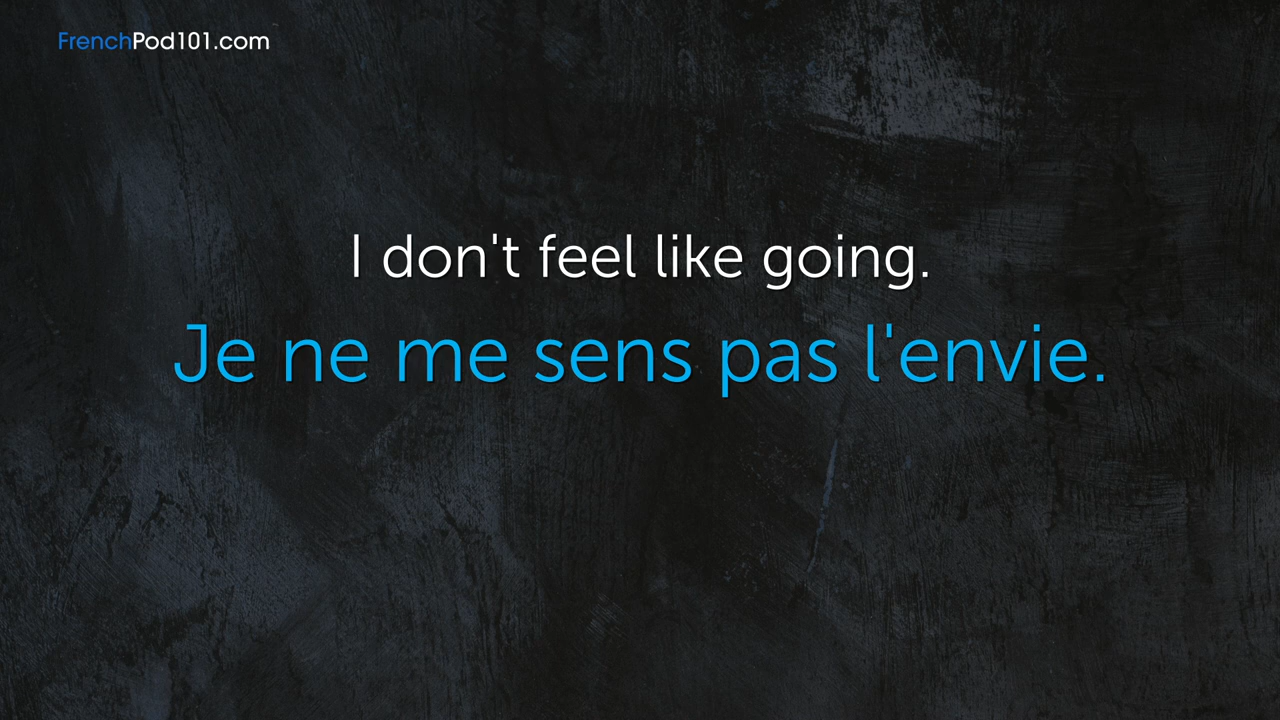 FrenchPod101.com
I don't feel like going.
Je ne me sens pas l'envie.